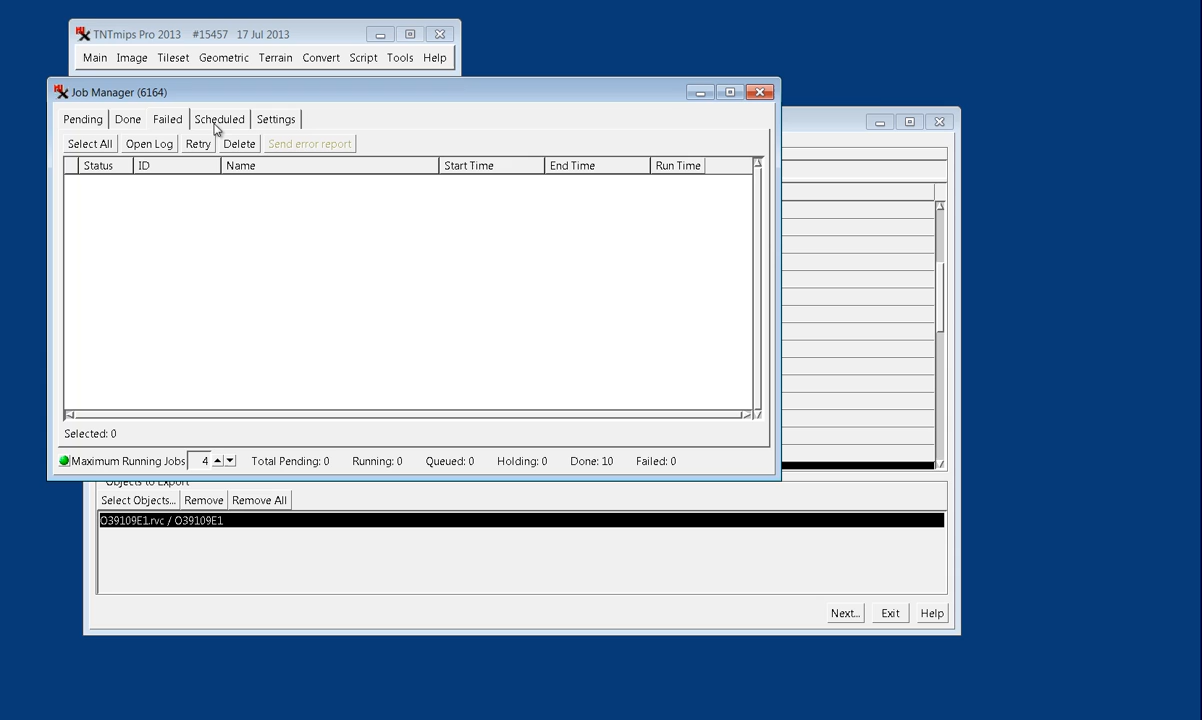 TNTmips Pro 2013 #15457 17 Jul 2013
Main Image Tileset Geometric Terrain Convert Script Tools Help
Job Manager (6164)
Pending Done Failed Scheduled Settings
Select All Open Log Retry Delete Send error report
Status ID Name Start Time End Time Run Time
Selected: 0
Maximum Running Jobs 4 Total Pending: 0 Running: 0 Queued: 0 Holding: 0 Done: 10 Failed: 0
Objects to Export
Select Objects... Remove Remove All
O39109E1.rvc / O39109E1
Next... Exit Help